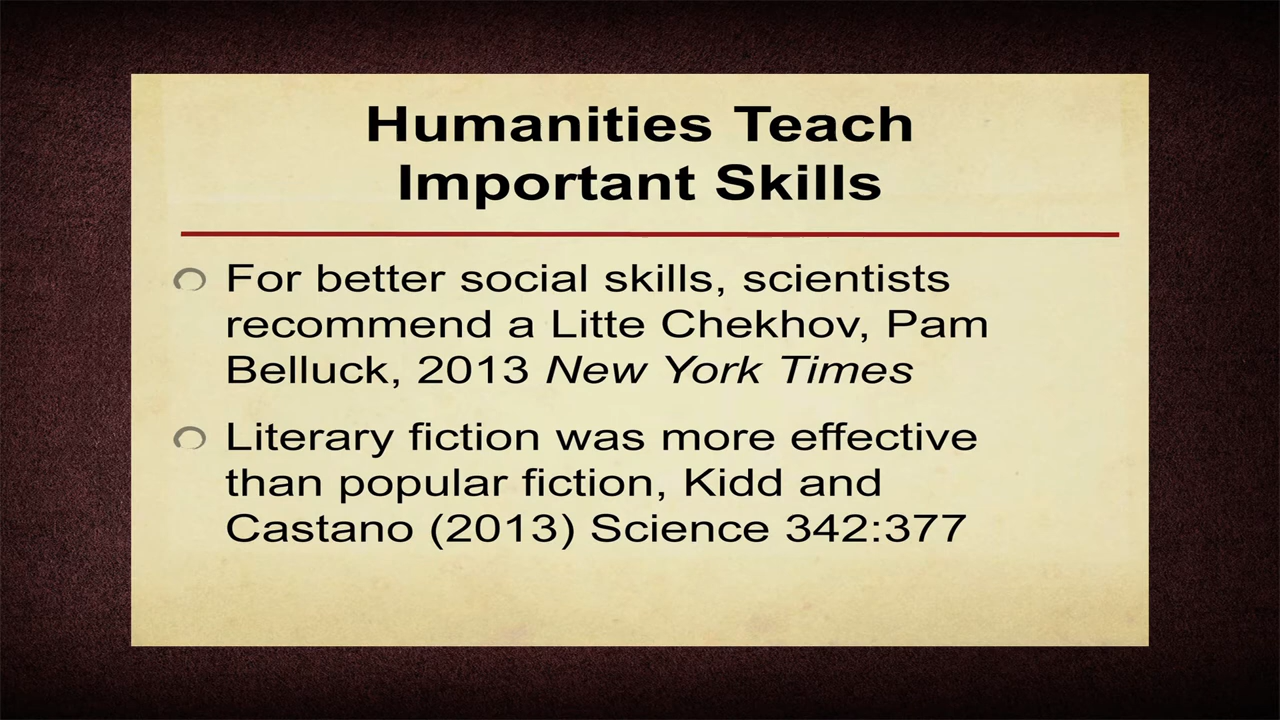 Humanities Teach
Important Skills
For better social skills, scientists
recommend a Litte Chekhov, Pam
Belluck, 2013 New York Times
Literary fiction was more effective
than popular fiction, Kidd and
Castano (2013) Science 342:377